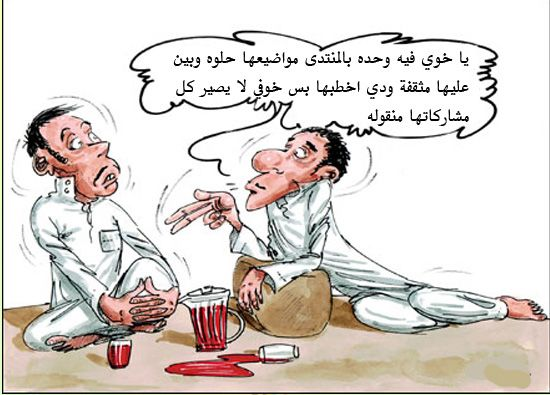 يا خوي فيه وحده بالمنتدى مواضيعها حلوه وبين
عليها مثقفة ودي اخطبها بس خوفي لا يصير كل
مشاركاتها منقوله